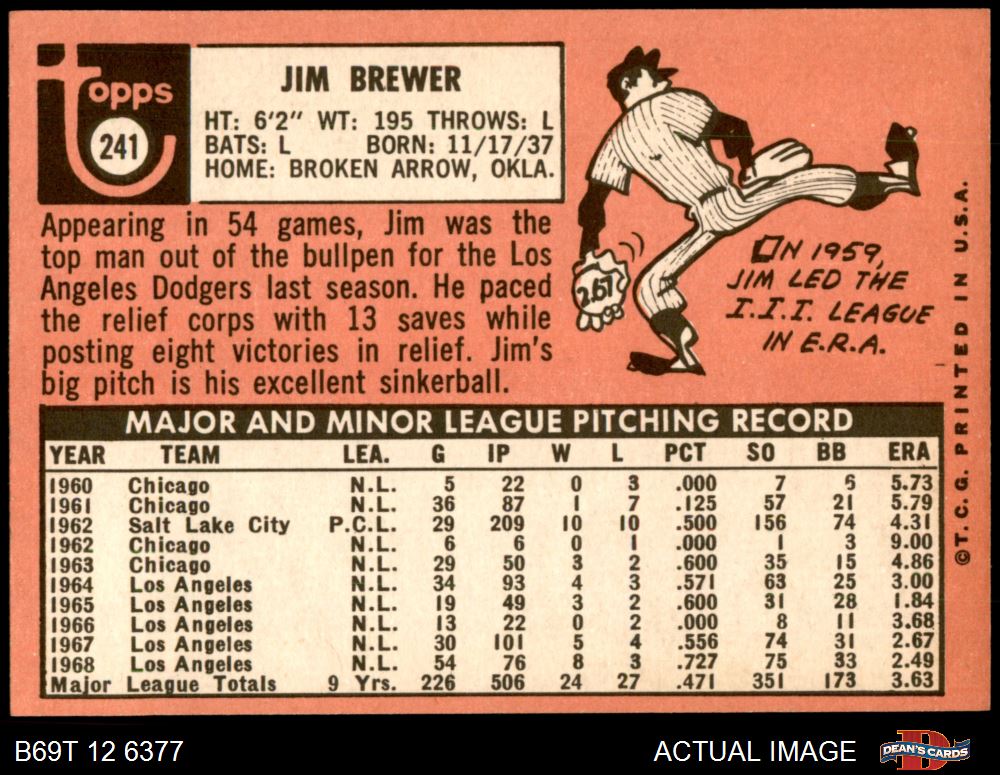 topps
241
JIM BREWER
HT: 6'2" WT: 195 THROWS: L
BATS: L BORN: 11/17/37
HOME: BROKEN ARROW, OKLA.
Appearing in 54 games, Jim was the
top man out of the bullpen for the Los
Angeles Dodgers last season. He paced
the relief corps with 13 saves while
posting eight victories in relief. Jim's
big pitch is his excellent sinkerball.
2.67
ON 1959,
JIM LED THE
I.I.I. LEAGUE
IN E.R.A.
MAJOR AND MINOR LEAGUE PITCHING RECORD
YEAR TEAM LEA. G IP W L PCT SO BB ERA
1960 Chicago N.L. 5 22 0 3 .000 7 6 5.73
1961 Chicago N.L. 36 87 1 7 .125 57 21 5.79
1962 Salt Lake City P.C.L. 29 209 10 10 .500 156 74 4.31
1962 Chicago N.L. 6 6 0 1 .000 1 3 9.00
1963 Chicago N.L. 29 50 3 2 .600 35 15 4.86
1964 Los Angeles N.L. 34 93 4 3 .571 63 25 3.00
1965 Los Angeles N.L. 19 49 3 2 .600 31 28 1.84
1966 Los Angeles N.L. 13 22 0 2 .000 8 11 3.68
1967 Los Angeles N.L. 30 101 5 4 .556 74 31 2.67
1968 Los Angeles N.L. 54 76 8 3 .727 75 33 2.49
Major League Totals 9 Yrs. 226 506 24 27 .471 351 173 3.63
©T. C. G. PRINTED IN U.S.A.
B69T 12 6377
ACTUAL IMAGE
DEAN'S CARDS